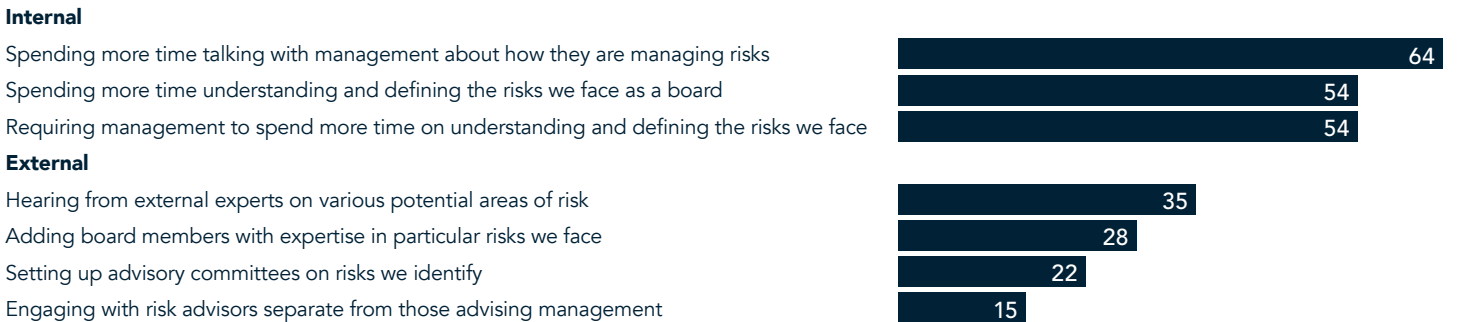 Internal
Spending more time talking with management about how they are managing risks 64
Spending more time understanding and defining the risks we face as a board 54
Requiring management to spend more time on understanding and defining the risks we face 54
External
Hearing from external experts on various potential areas of risk 35
Adding board members with expertise in particular risks we face 28
Setting up advisory committees on risks we identify 22
Engaging with risk advisors separate from those advising management 15